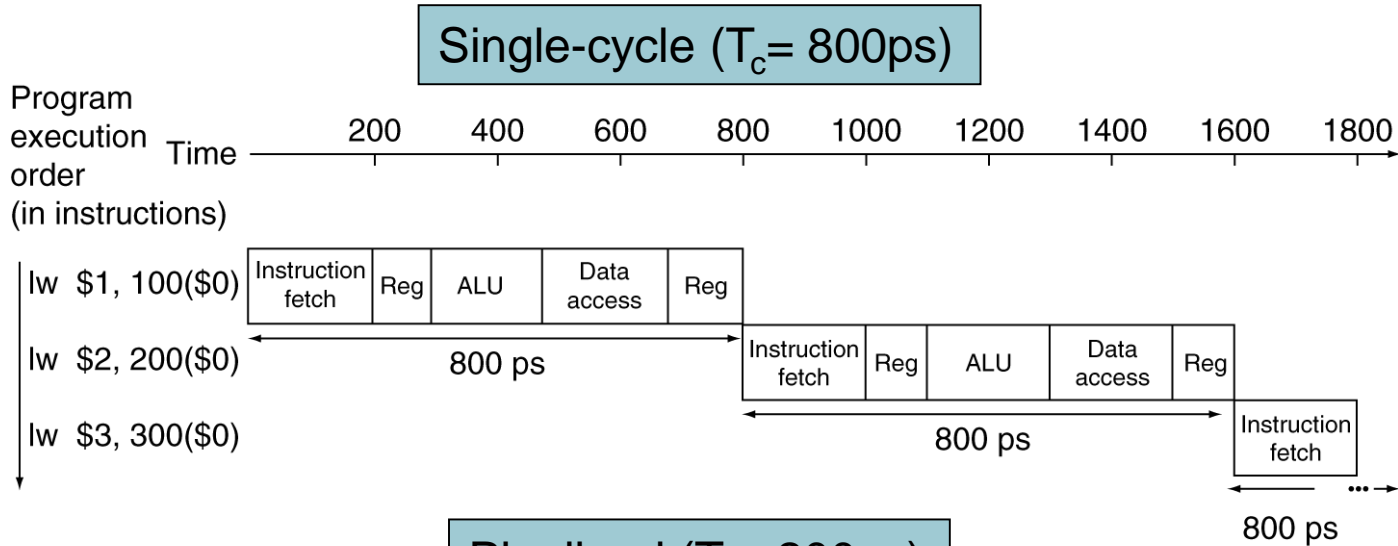 Single-cycle (Tc= 800ps)
Program
execution
order
(in instructions)
Time
200 400 600 800 1000 1200 1400 1600 1800
lw $1, 100($0)
Instruction
fetch
Reg
ALU
Data
access
Reg
800 ps
lw $2, 200($0)
Instruction
fetch
Reg
ALU
Data
access
Reg
800 ps
lw $3, 300($0)
Instruction
fetch
...
800 ps